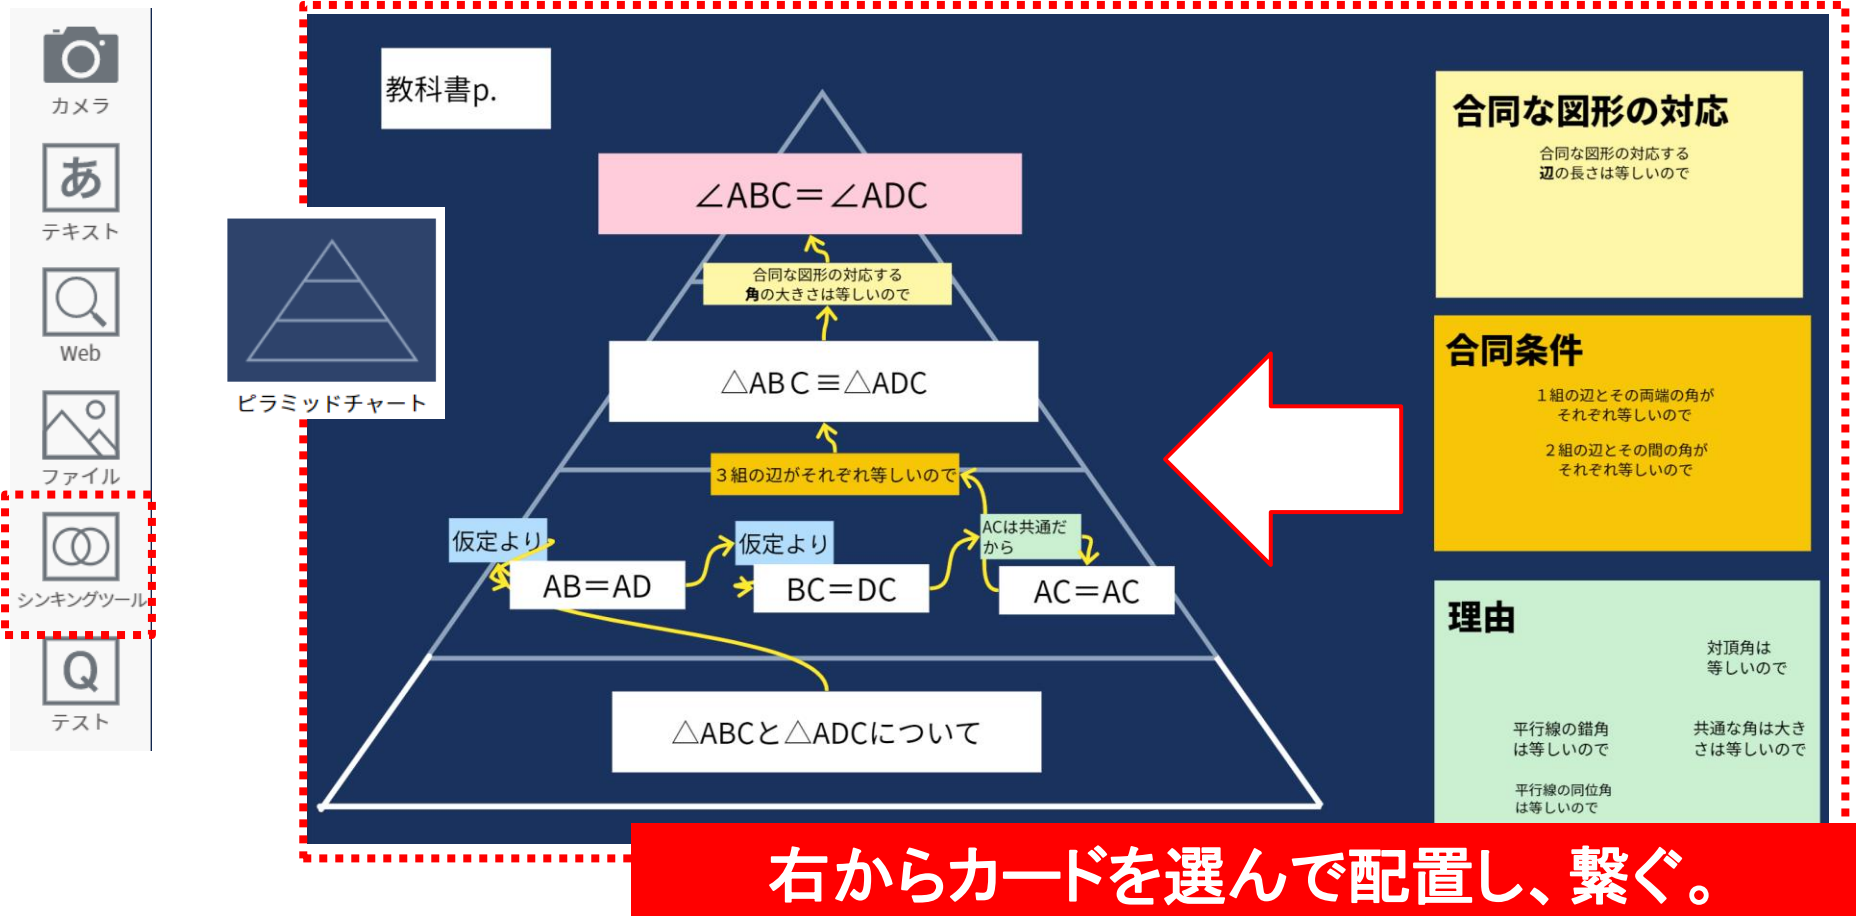 カメラ
テキスト
Web
ファイル
シンキングツール
テスト
ピラミッドチャート
教科書p.
∠ABC＝∠ADC
合同な図形の対応する
角の大きさは等しいので
△ABＣ≡△ADC
３組の辺がそれぞれ等しいので
仮定より
AB＝AD
仮定より
BC＝DC
ACは共通だ
から
AC＝AC
△ABCと△ADCについて
合同な図形の対応
合同な図形の対応する
辺の長さは等しいので
合同条件
１組の辺とその両端の角が
それぞれ等しいので
２組の辺とその間の角が
それぞれ等しいので
理由
対頂角は
等しいので
平行線の錯角
は等しいので
共通な角は大き
さは等しいので
平行線の同位角
は等しいので
右からカードを選んで配置し、繋ぐ。